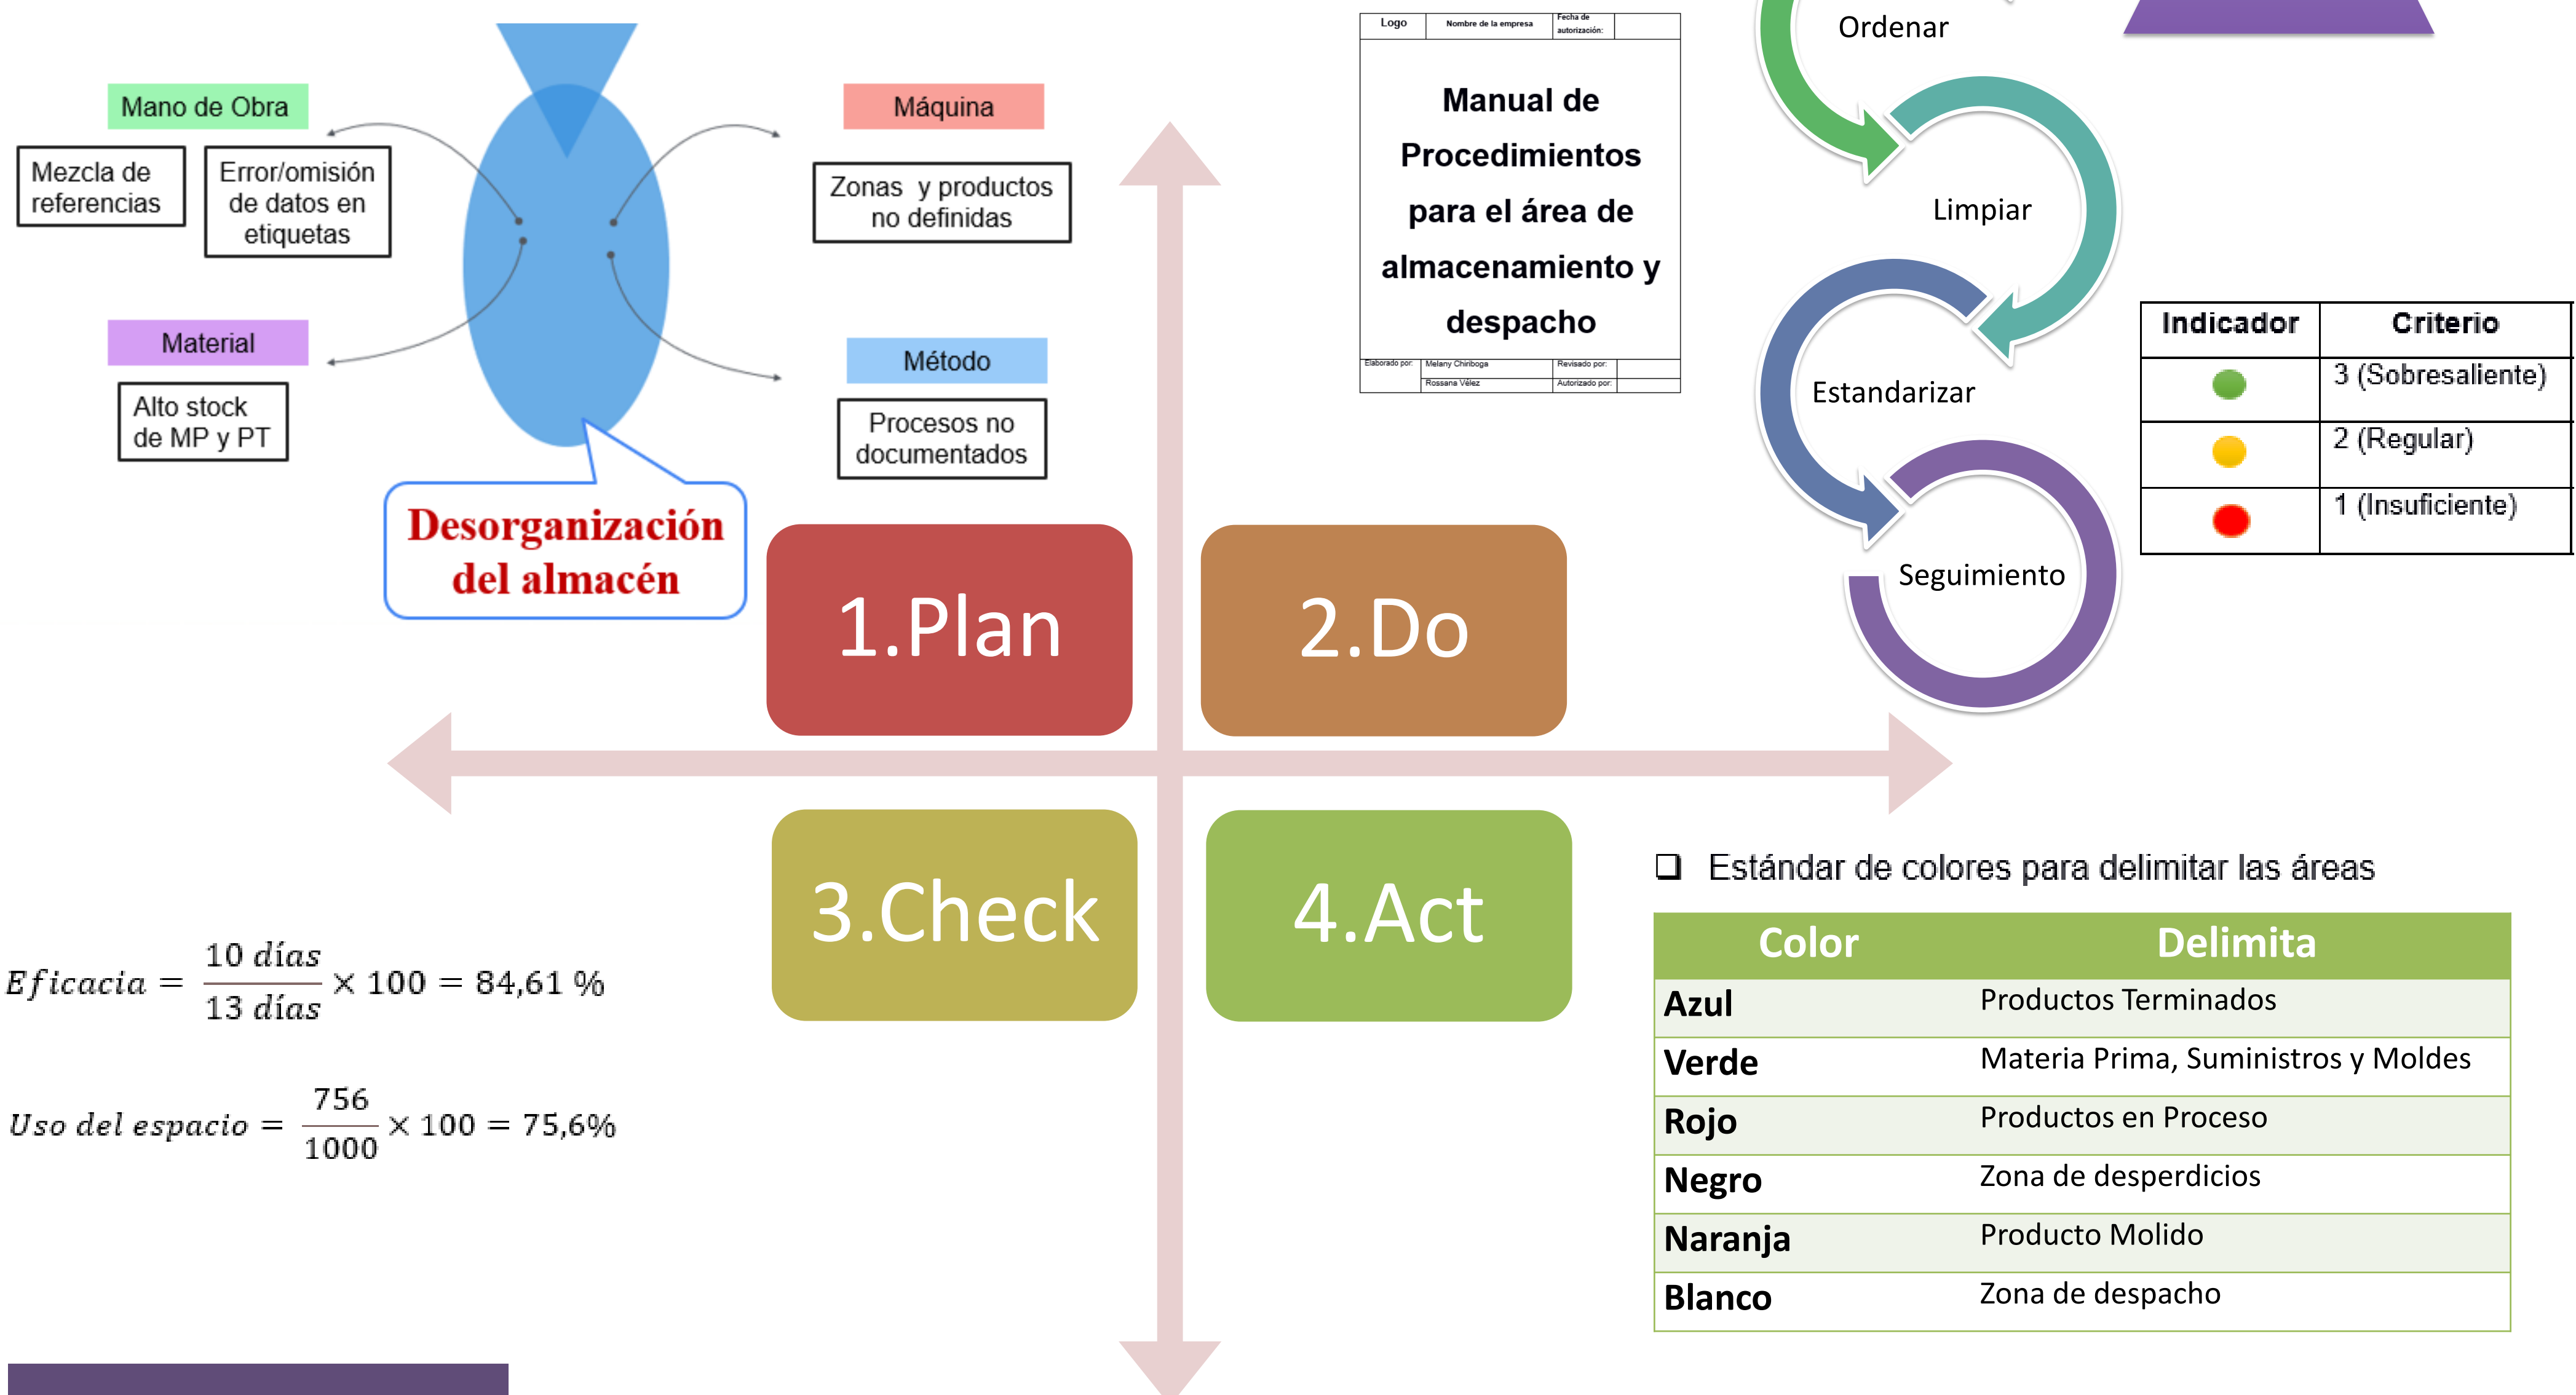 Mano de Obra
Mezcla de
referencias
Error/omisión
de datos en
etiquetas
Máquina
Zonas y productos
no definidas
Material
Alto stock
de MP y PT
Método
Procesos no
documentados
Desorganización
del almacén
Logo
Nombre de la empresa
Fecha de
autorización:
Manual de
Procedimientos
para el área de
almacenamiento y
despacho
Elaborado por:
Melany Chiriboga
Revisado por:
Rossana Vélez
Autorizado por:
Ordenar
Limpiar
Estandarizar
Seguimiento
Indicador Criterio
3 (Sobresaliente)
2 (Regular)
1 (Insuficiente)
1.Plan
2.Do
3.Check
4.Act
Eficacia = 10 días / 13 días × 100 = 84,61 %
Uso del espacio = 756 / 1000 × 100 = 75,6%
❑ Estándar de colores para delimitar las áreas
Color Delimita
Azul Productos Terminados
Verde Materia Prima, Suministros y Moldes
Rojo Productos en Proceso
Negro Zona de desperdicios
Naranja Producto Molido
Blanco Zona de despacho